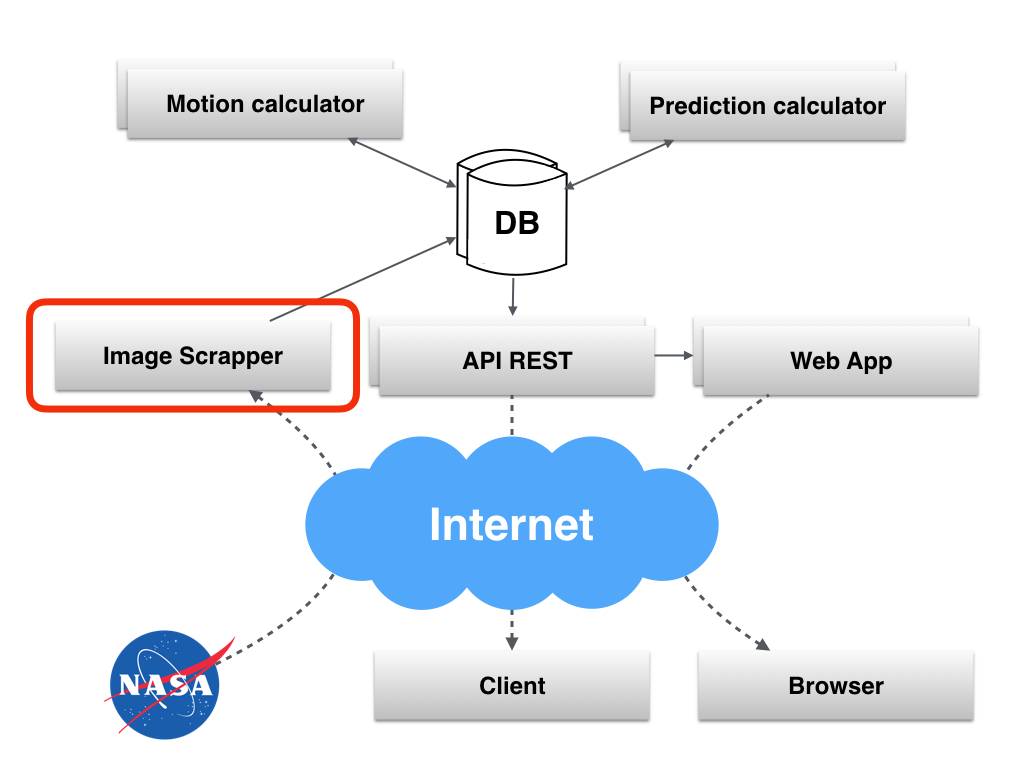 Motion calculator
Prediction calculator
DB
Image Scrapper
API REST
Web App
Internet
NASA
Client
Browser